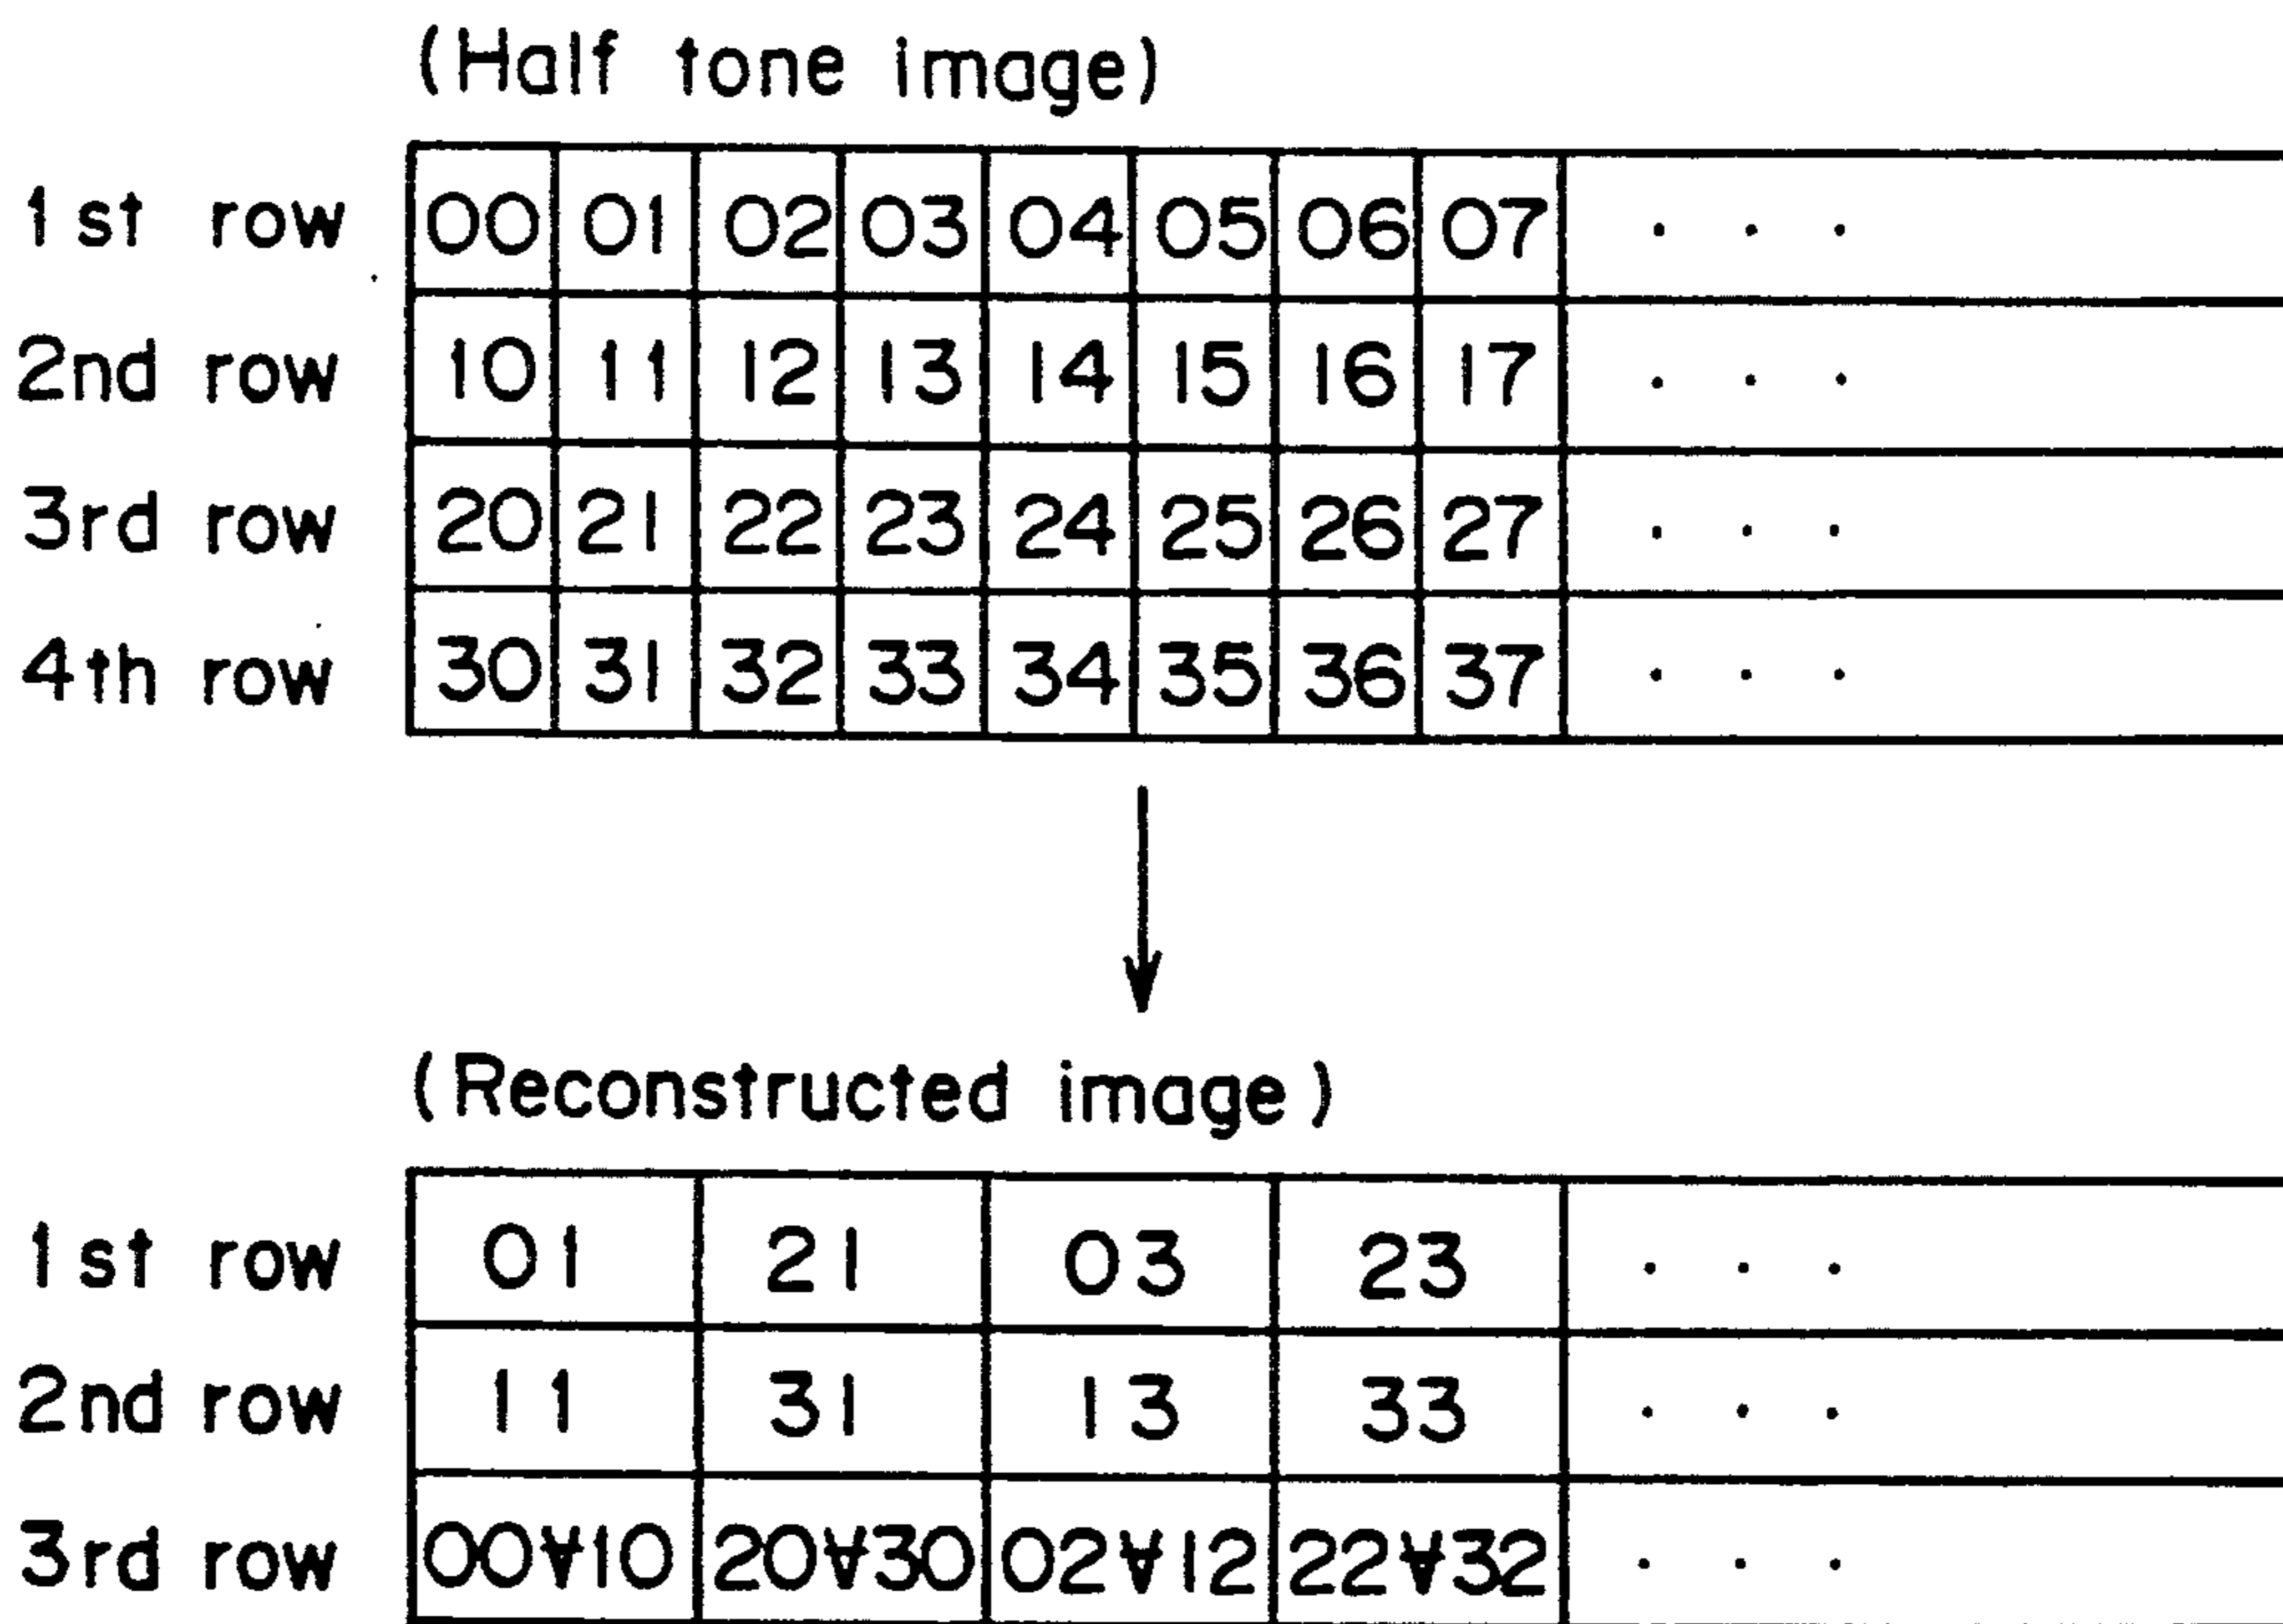 (Half tone image)
1st row 00 01 02 03 04 05 06 07 . . .
2nd row 10 11 12 13 14 15 16 17 . . .
3rd row 20 21 22 23 24 25 26 27 . . .
4th row 30 31 32 33 34 35 36 37 . . .
(Reconstructed image)
1st row 01 21 03 23 . . .
2nd row 11 31 13 33 . . .
3rd row 00∀10 20∀30 02∀12 22∀32 . . .